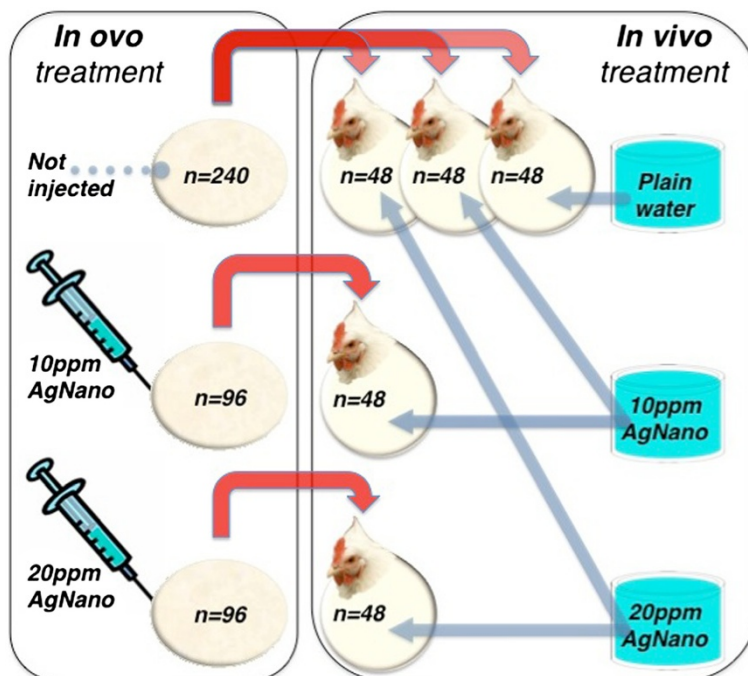 In ovo
treatment
In vivo
treatment
Not
injected
n=240
n=48
n=48
n=48
Plain
water
10ppm
AgNano
n=96
n=48
10ppm
AgNano
20ppm
AgNano
n=96
n=48
20ppm
AgNano